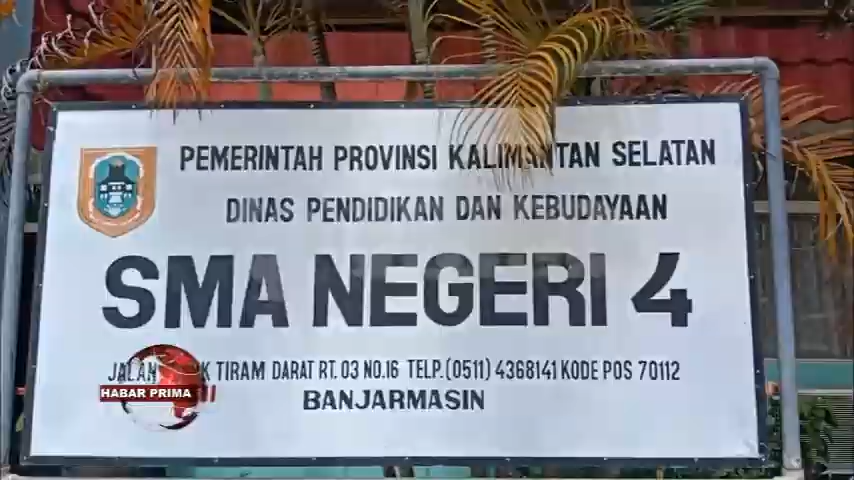 PEMERINTAH PROVINSI KALIMANTAN SELATAN
DINAS PENDIDIKAN DAN KEBUDAYAAN
SMA NEGERI 4
JALAN TIRAM DARAT RT. 03 NO.16 TELP.(0511) 4368141 KODE POS 70112
HABAR PRIMA
BANJARMASIN